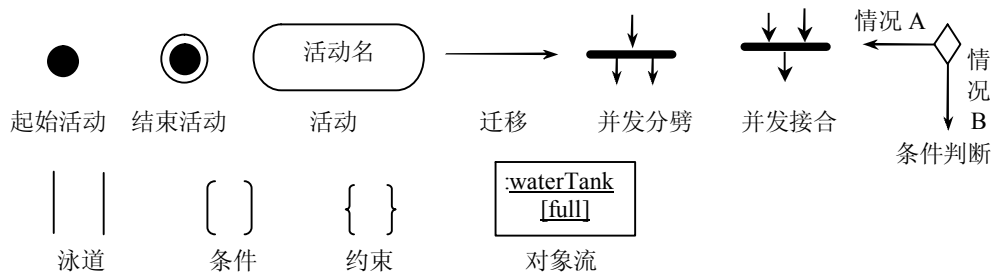 情况 A
活动名
情
况
B
起始活动 结束活动 活动 迁移 并发分劈 并发接合
条件判断
:waterTank
[full]
泳道 条件 约束 对象流